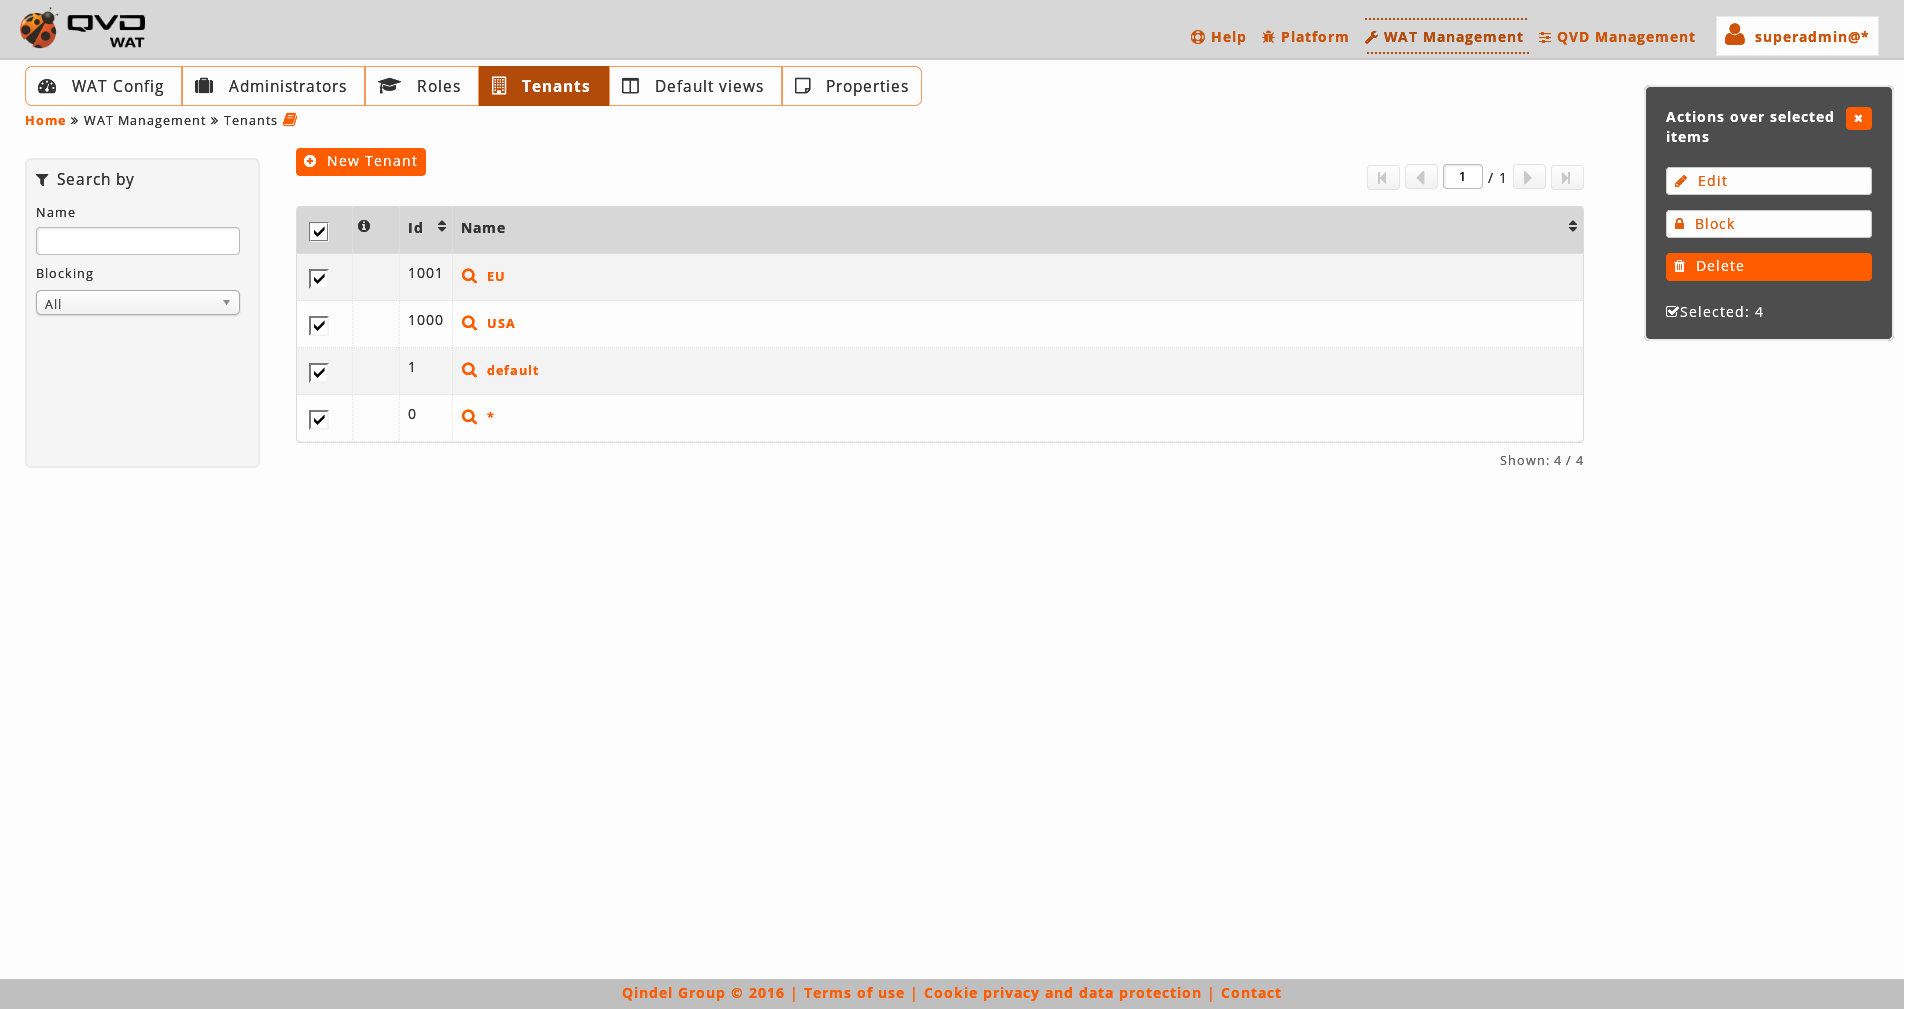 QVD
WAT
Help Platform WAT Management QVD Management superadmin@*
WAT Config Administrators Roles Tenants Default views Properties
Home » WAT Management » Tenants
Search by
Name
Blocking
All
New Tenant
1 / 1
Id Name
1001 EU
1000 USA
1 default
0 *
Shown: 4 / 4
Actions over selected
items
Edit
Block
Delete
Selected: 4
Qindel Group © 2016 | Terms of use | Cookie privacy and data protection | Contact